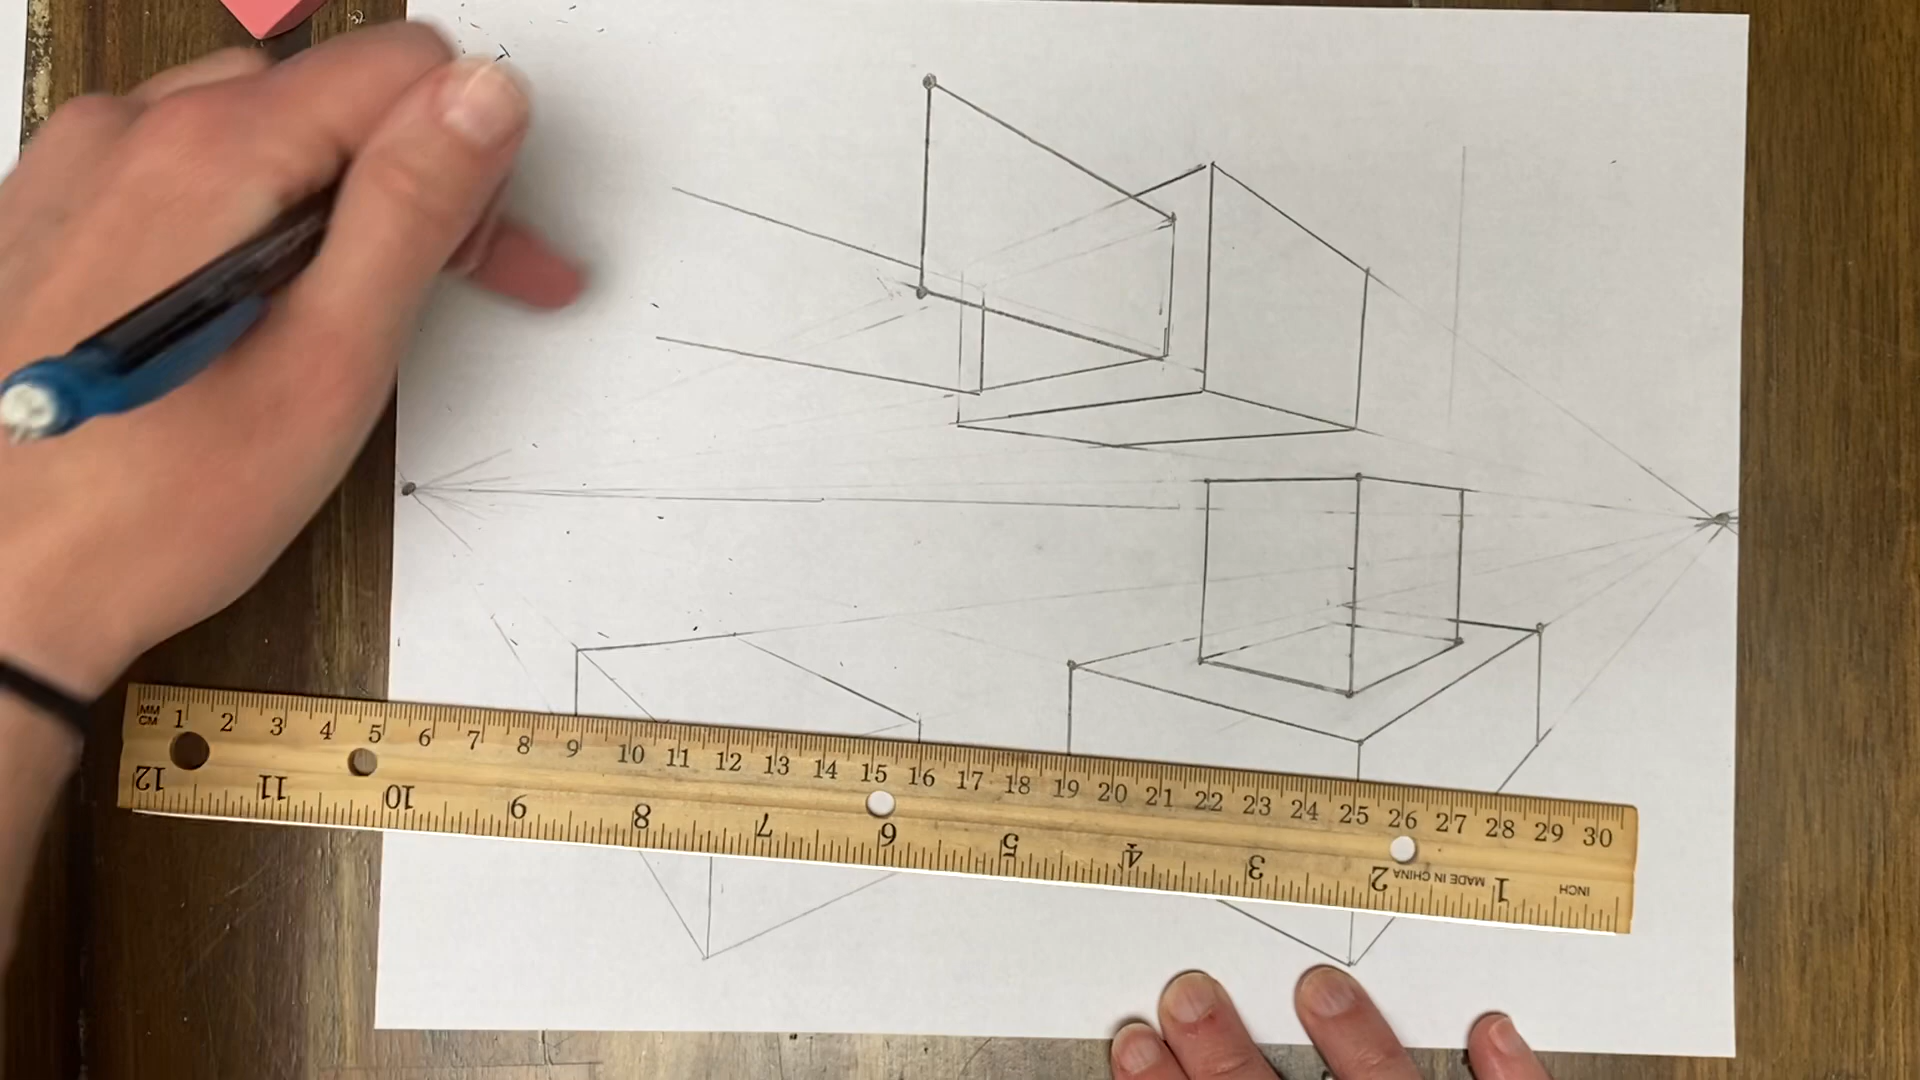 MM
CM
1 2 3 4 5 6 7 8 9 10 11 12 13 14 15 16 17 18 19 20 21 22 23 24 25 26 27 28 29 30
12 11 10 9 8 7 6 5 4 3 2 MADE IN CHINA 1 INCH